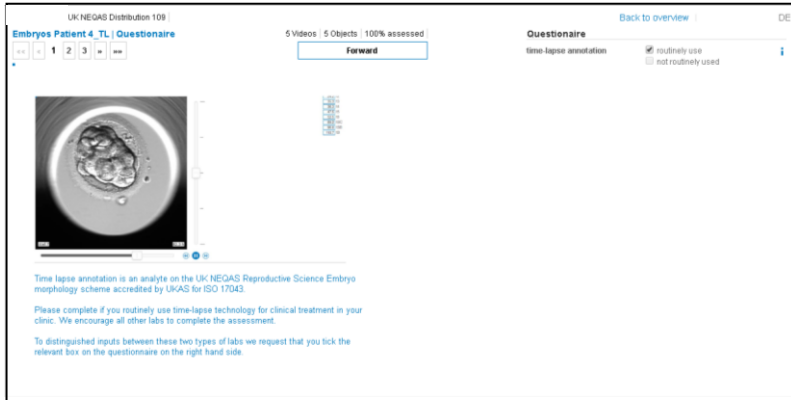 UK NEQAS Distribution 109
Back to overview
DE
Embryos Patient 4_TL | Questionaire
5 Videos | 5 Objects | 100% assessed
Questionaire
«« « 1 2 3 » »»
Forward
time-lapse annotation
routinely use
not routinely used
Time lapse annotation is an analyte on the UK NEQAS Reproductive Science Embryo
morphology scheme accredited by UKAS for ISO 17043.
Please complete if you routinely use time-lapse technology for clinical treatment in your
clinic. We encourage all other labs to complete the assessment.
To distinguished inputs between these two types of labs we request that you tick the
relevant box on the questionnaire on the right hand side.